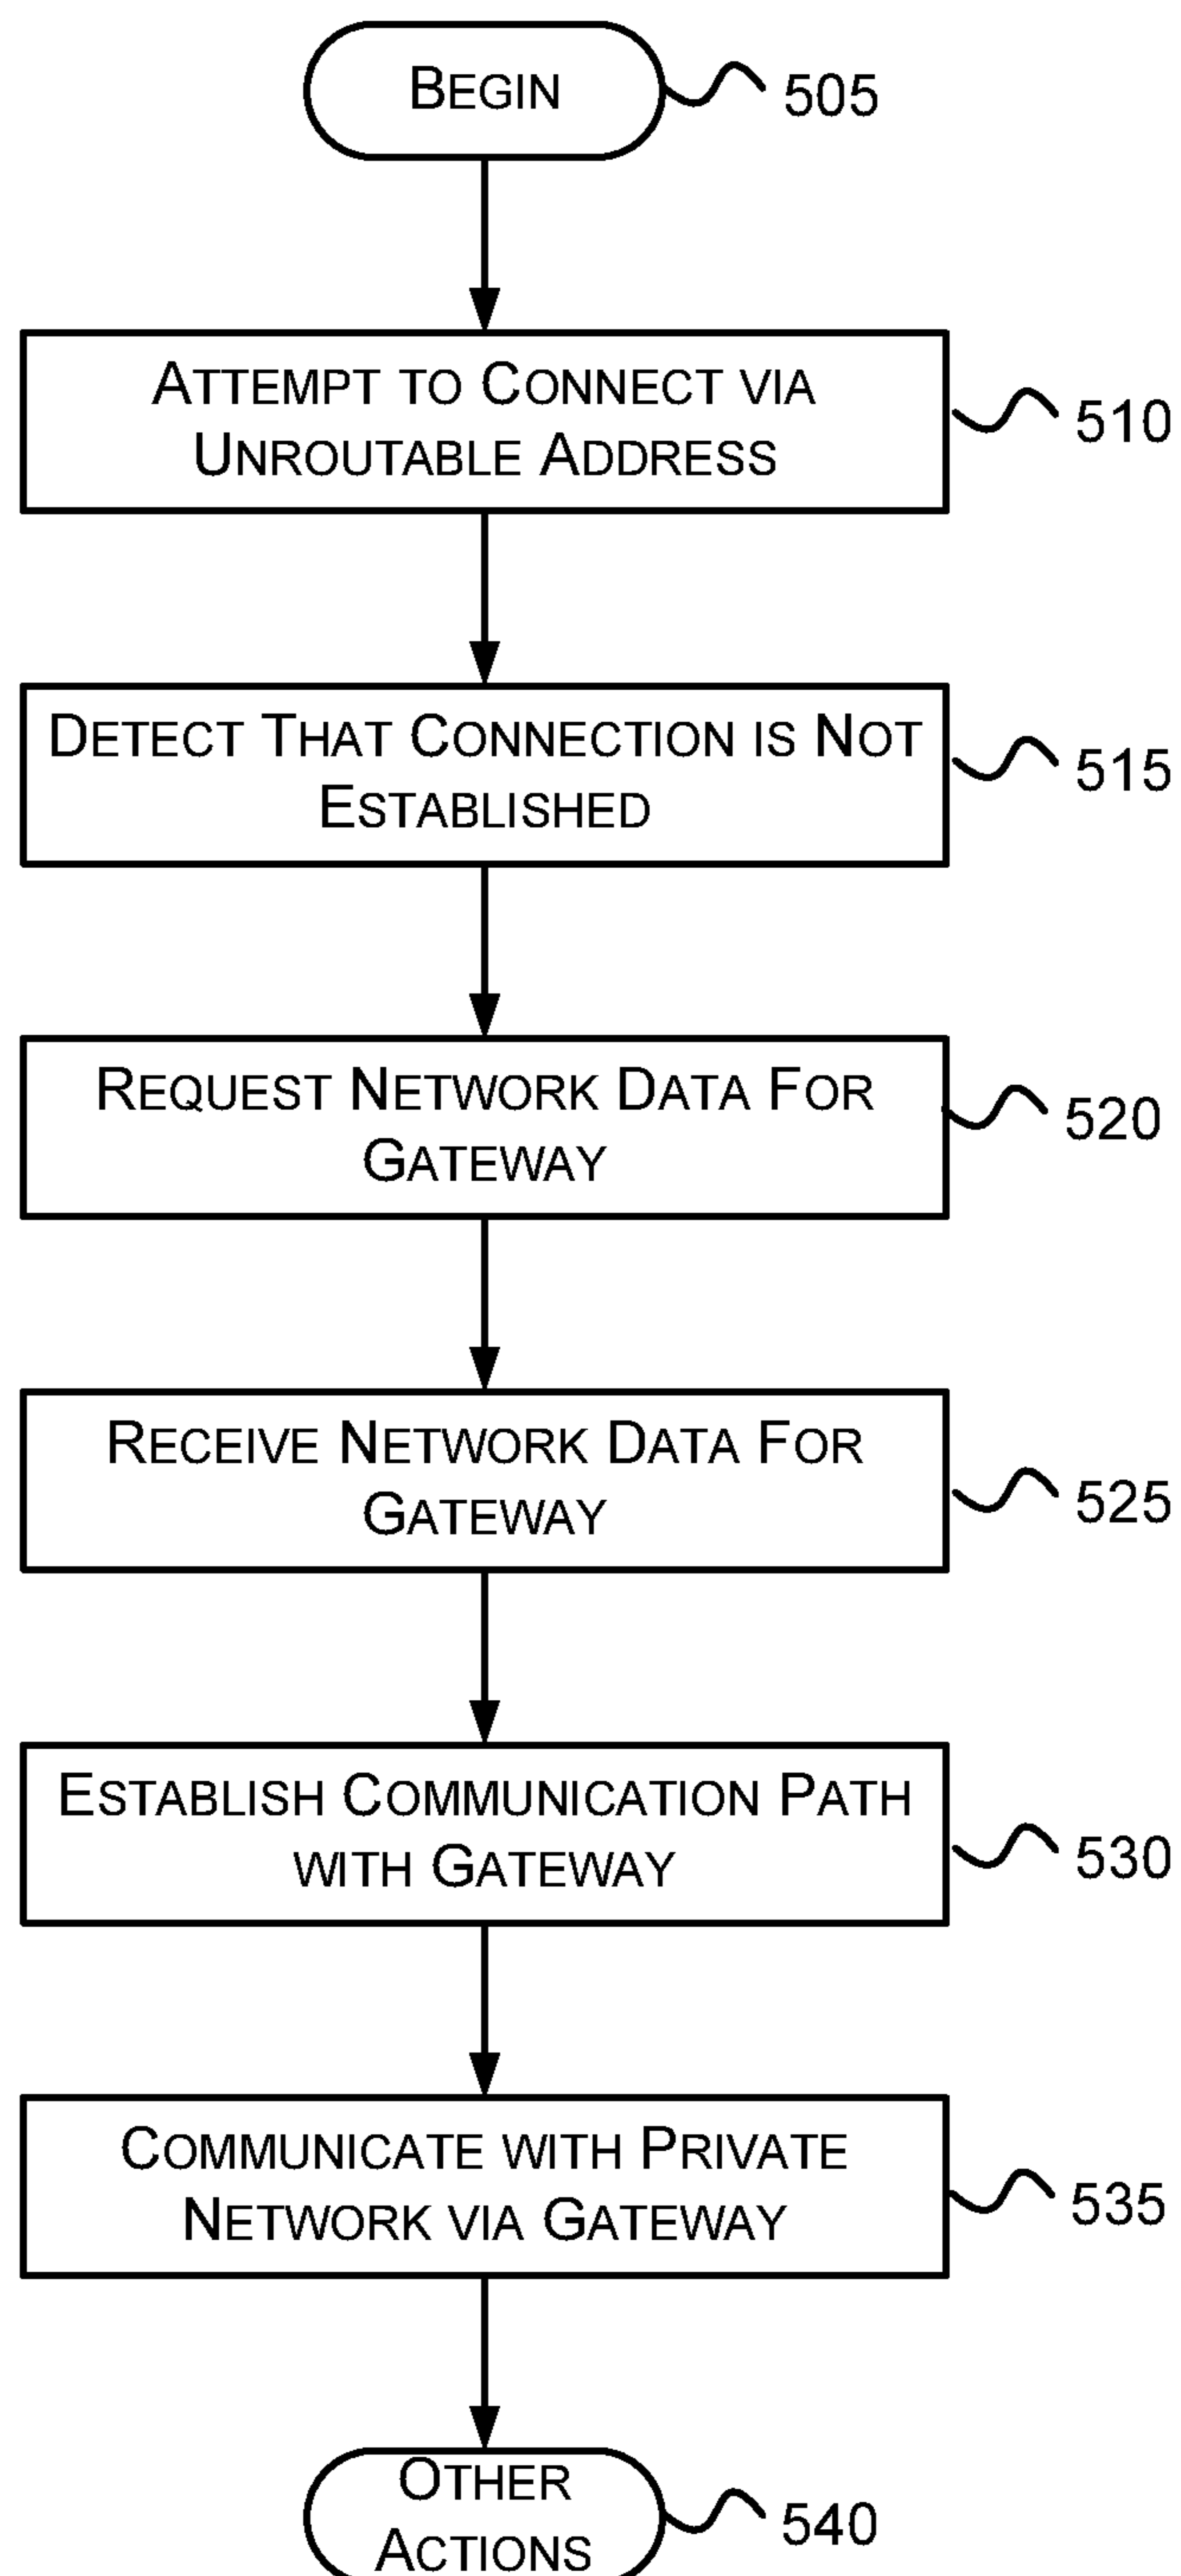 BEGIN
505
ATTEMPT TO CONNECT VIA
UNROUTABLE ADDRESS
510
DETECT THAT CONNECTION IS NOT
ESTABLISHED
515
REQUEST NETWORK DATA FOR
GATEWAY
520
RECEIVE NETWORK DATA FOR
GATEWAY
525
ESTABLISH COMMUNICATION PATH
WITH GATEWAY
530
COMMUNICATE WITH PRIVATE
NETWORK VIA GATEWAY
535
OTHER
ACTIONS
540